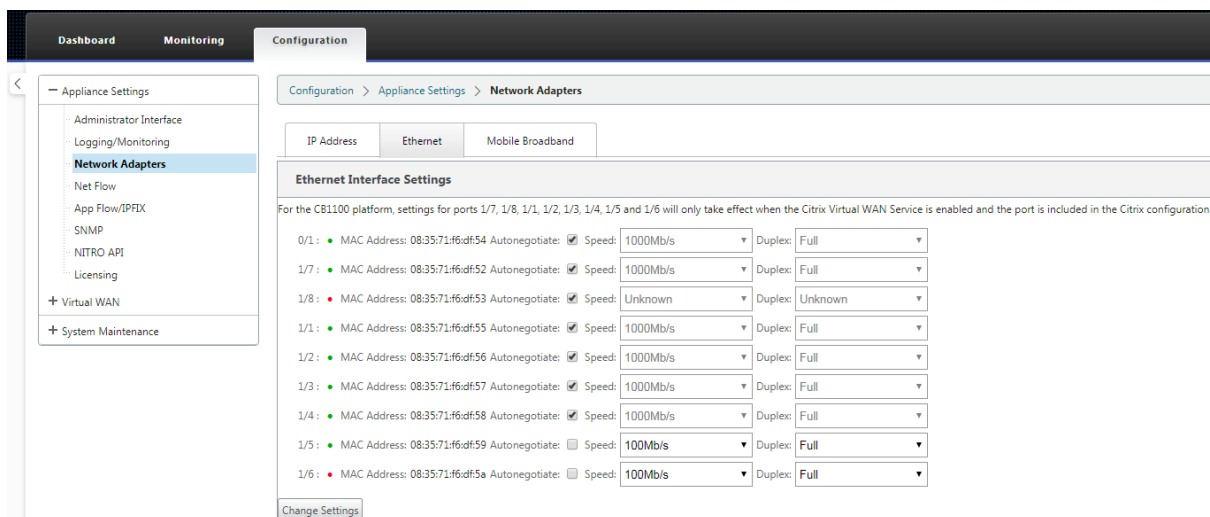 Dashboard Monitoring Configuration
Appliance Settings
Administrator Interface
Logging/Monitoring
Network Adapters
Net Flow
App Flow/IPFIX
SNMP
NITRO API
Licensing
Virtual WAN
System Maintenance
Configuration > Appliance Settings > Network Adapters
IP Address Ethernet Mobile Broadband
Ethernet Interface Settings
For the CB1100 platform, settings for ports 1/7, 1/8, 1/1, 1/2, 1/3, 1/4, 1/5 and 1/6 will only take effect when the Citrix Virtual WAN Service is enabled and the port is included in the Citrix configuration
0/1 : MAC Address: 08:35:71:f6:df:54 Autonegotiate: Speed: 1000Mb/s Duplex: Full
1/7 : MAC Address: 08:35:71:f6:df:52 Autonegotiate: Speed: 1000Mb/s Duplex: Full
1/8 : MAC Address: 08:35:71:f6:df:53 Autonegotiate: Speed: Unknown Duplex: Unknown
1/1 : MAC Address: 08:35:71:f6:df:55 Autonegotiate: Speed: 1000Mb/s Duplex: Full
1/2 : MAC Address: 08:35:71:f6:df:56 Autonegotiate: Speed: 1000Mb/s Duplex: Full
1/3 : MAC Address: 08:35:71:f6:df:57 Autonegotiate: Speed: 1000Mb/s Duplex: Full
1/4 : MAC Address: 08:35:71:f6:df:58 Autonegotiate: Speed: 1000Mb/s Duplex: Full
1/5 : MAC Address: 08:35:71:f6:df:59 Autonegotiate: Speed: 100Mb/s Duplex: Full
1/6 : MAC Address: 08:35:71:f6:df:5a Autonegotiate: Speed: 100Mb/s Duplex: Full
Change Settings